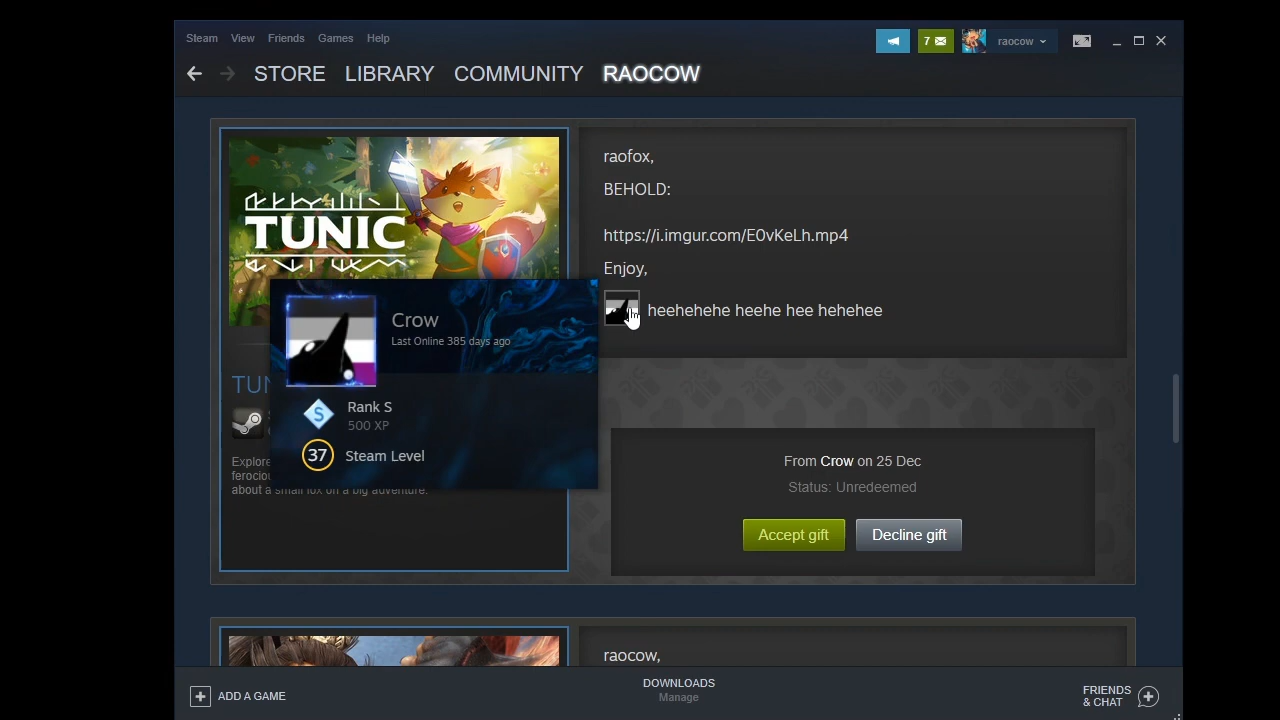 Steam View Friends Games Help
7
raocow
STORE LIBRARY COMMUNITY RAOCOW
TUNIC
raofox,
BEHOLD:
https://i.imgur.com/E0vKeLh.mp4
Enjoy,
heehehehe heehe hee hehehee
Crow
Last Online 385 days ago
S
Rank S
500 XP
37
Steam Level
TUN
Explore
ferociou
about a small fox on a big adventure.
From Crow on 25 Dec
Status: Unredeemed
Accept gift
Decline gift
raocow,
ADD A GAME
DOWNLOADS
Manage
FRIENDS
& CHAT